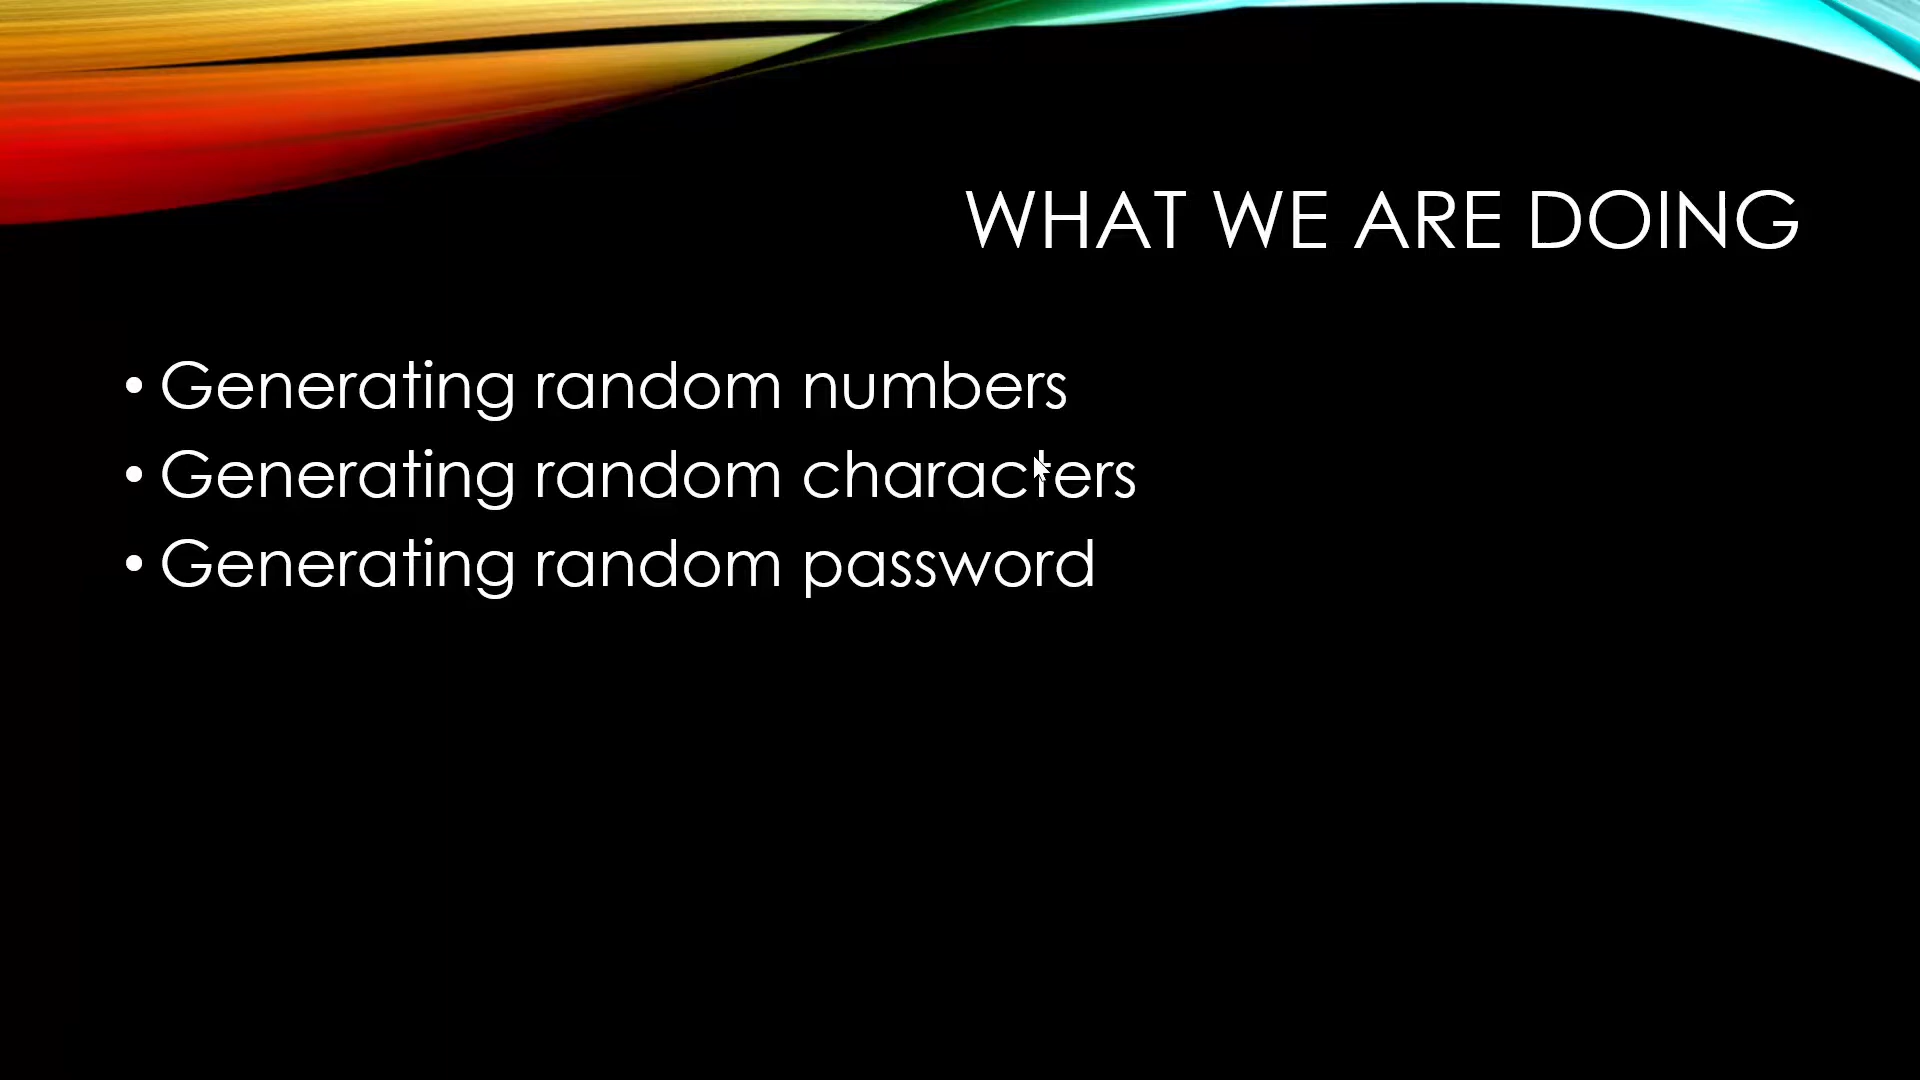 WHAT WE ARE DOING
• Generating random numbers
• Generating random characters
• Generating random password